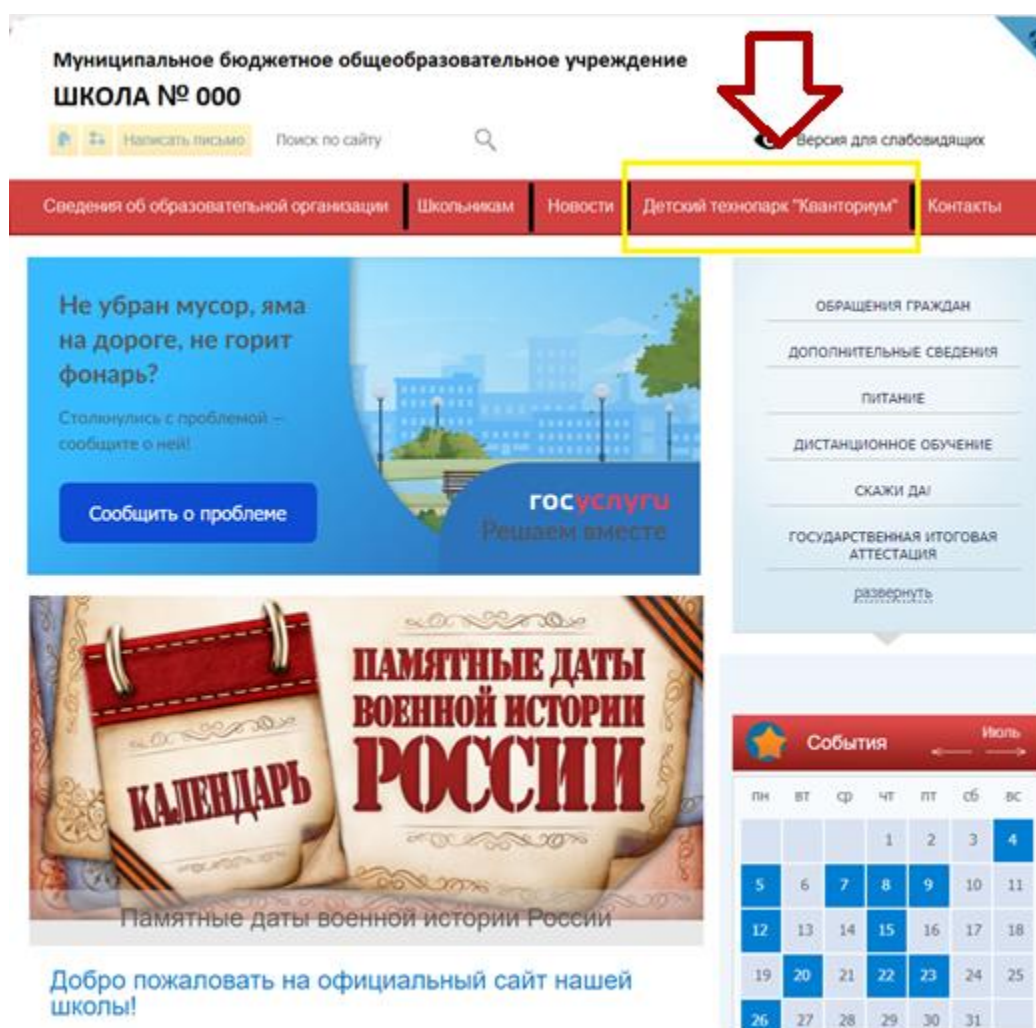 Муниципальное бюджетное общеобразовательное учреждение
ШКОЛА № 000
Написать письмо Поиск по сайту Версия для слабовидящих
Сведения об образовательной организации Школьникам Новости Детский технопарк "Кванториум" Контакты
Не убран мусор, яма
на дороге, не горит
фонарь?
Столкнулись с проблемой –
сообщите о ней!
Сообщить о проблеме
госуслуги
Решаем вместе
ОБРАЩЕНИЯ ГРАЖДАН
ДОПОЛНИТЕЛЬНЫЕ СВЕДЕНИЯ
ПИТАНИЕ
ДИСТАНЦИОННОЕ ОБУЧЕНИЕ
СКАЖИ ДА!
ГОСУДАРСТВЕННАЯ ИТОГОВАЯ
АТТЕСТАЦИЯ
развернуть
КАЛЕНДАРЬ
ПАМЯТНЫЕ ДАТЫ
ВОЕННОЙ ИСТОРИИ
РОССИИ
Памятные даты военной истории России
Добро пожаловать на официальный сайт нашей
школы!
События Июль
пн вт ср чт пт сб вс
1 2 3 4
5 6 7 8 9 10 11
12 13 14 15 16 17 18
19 20 21 22 23 24 25
26 27 28 29 30 31